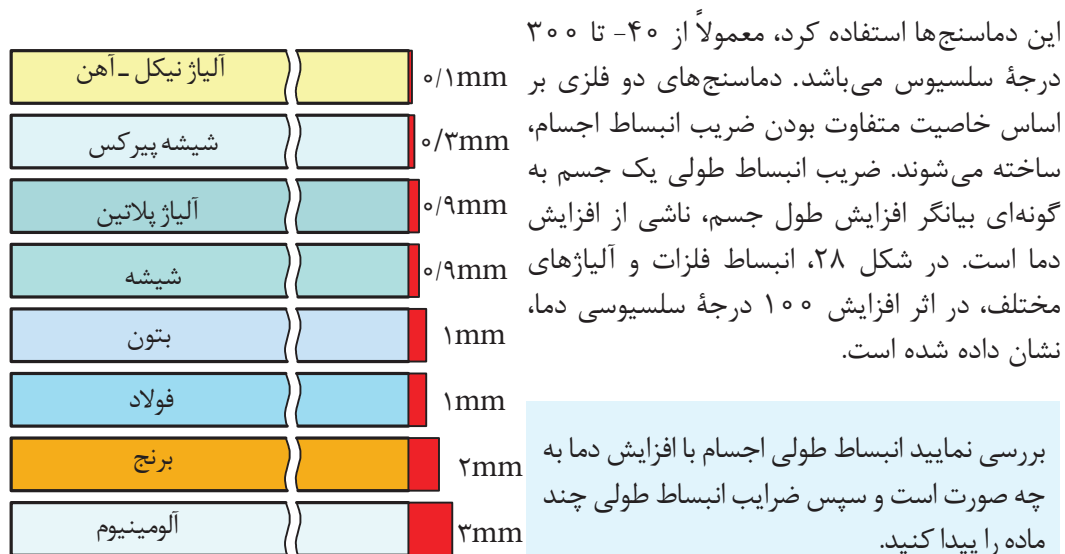 این دماسنج‌ها استفاده کرد، معمولاً از ۴۰- تا ۳۰۰
درجۀ سلسیوس می‌باشد. دماسنج‌های دو فلزی بر
اساس خاصیت متفاوت بودن ضریب انبساط اجسام،
ساخته می‌شوند. ضریب انبساط طولی یک جسم به
گونه‌ای بیانگر افزایش طول جسم، ناشی از افزایش
دما است. در شکل ۲۸، انبساط فلزات و آلیاژهای
مختلف، در اثر افزایش ۱۰۰ درجۀ سلسیوسی دما،
نشان داده شده است.
بررسی نمایید انبساط طولی اجسام با افزایش دما به
چه صورت است و سپس ضرایب انبساط طولی چند
ماده را پیدا کنید.
آلیاژ نیکل ـ آهن ۰/۱mm
شیشه پیرکس ۰/۳mm
آلیاژ پلاتین ۰/۹mm
شیشه ۰/۹mm
بتون ۱mm
فولاد ۱mm
برنج ۲mm
آلومینیوم ۳mm